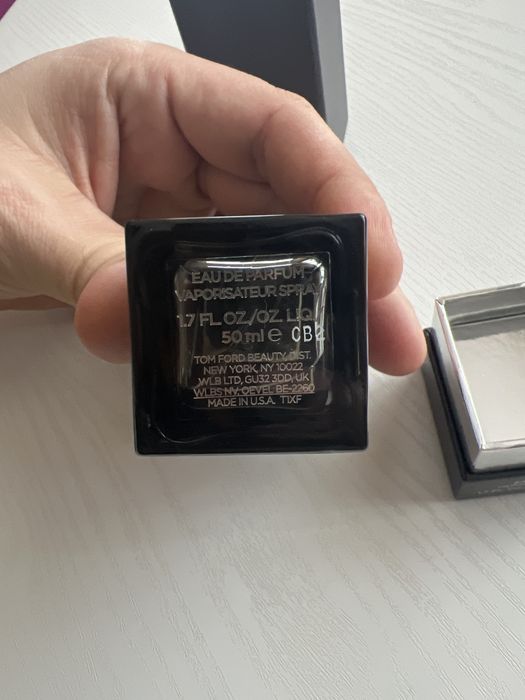 EAU DE PARFUM
VAPORISATEUR SPRAY
1.7 FL OZ/OZ. LIQ.
50 ml e CB2
TOM FORD BEAUTY, DIST.
NEW YORK, NY 10022
WLB LTD, GU32 3DD, UK
WLBS NV, OEVEL BE-2260
MADE IN U.S.A. TIXF